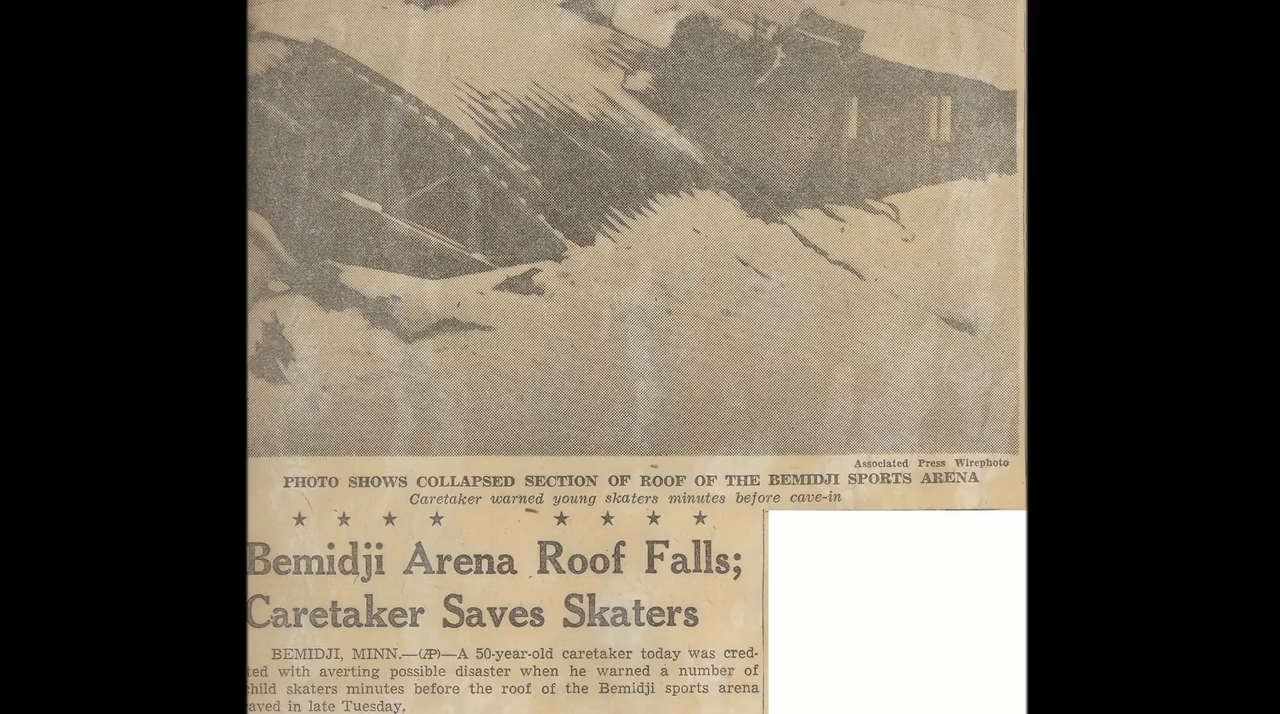 Associated Press Wirephoto
PHOTO SHOWS COLLAPSED SECTION OF ROOF OF THE BEMIDJI SPORTS ARENA
Caretaker warned young skaters minutes before cave-in
★ ★ ★ ★ ★ ★ ★ ★
Bemidji Arena Roof Falls;
Caretaker Saves Skaters
BEMIDJI, MINN.—(AP)—A 50-year-old caretaker today was cred-
ted with averting possible disaster when he warned a number of
hild skaters minutes before the roof of the Bemidji sports arena
aved in late Tuesday.